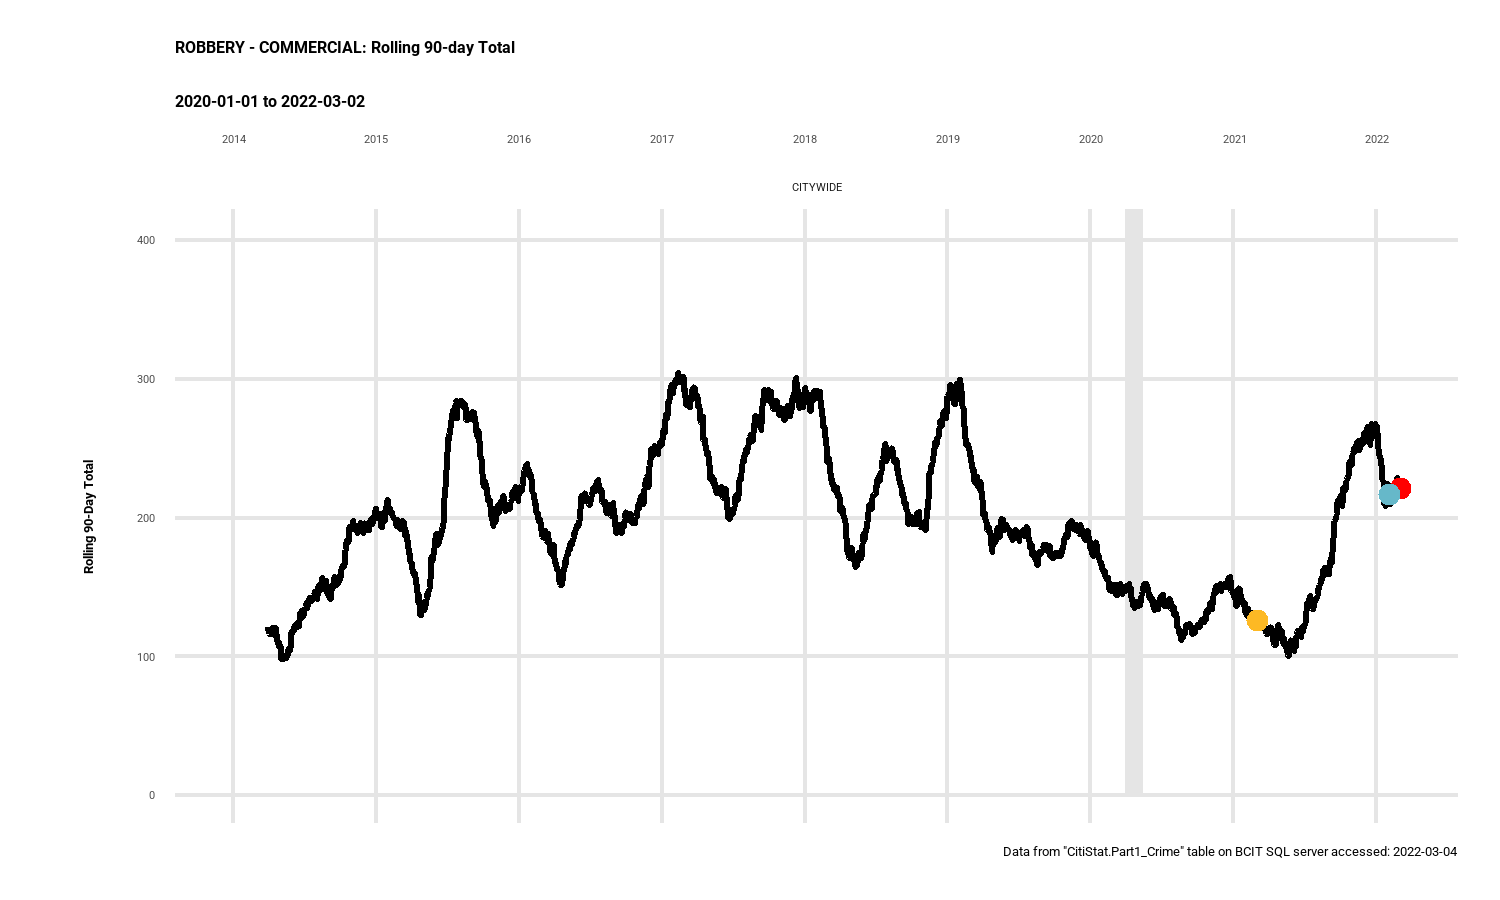 ROBBERY - COMMERCIAL: Rolling 90-day Total
2020-01-01 to 2022-03-02
2014 2015 2016 2017 2018 2019 2020 2021 2022
CITYWIDE
400
300
200
100
0
Rolling 90-Day Total
Data from "CitiStat.Part1_Crime" table on BCIT SQL server accessed: 2022-03-04